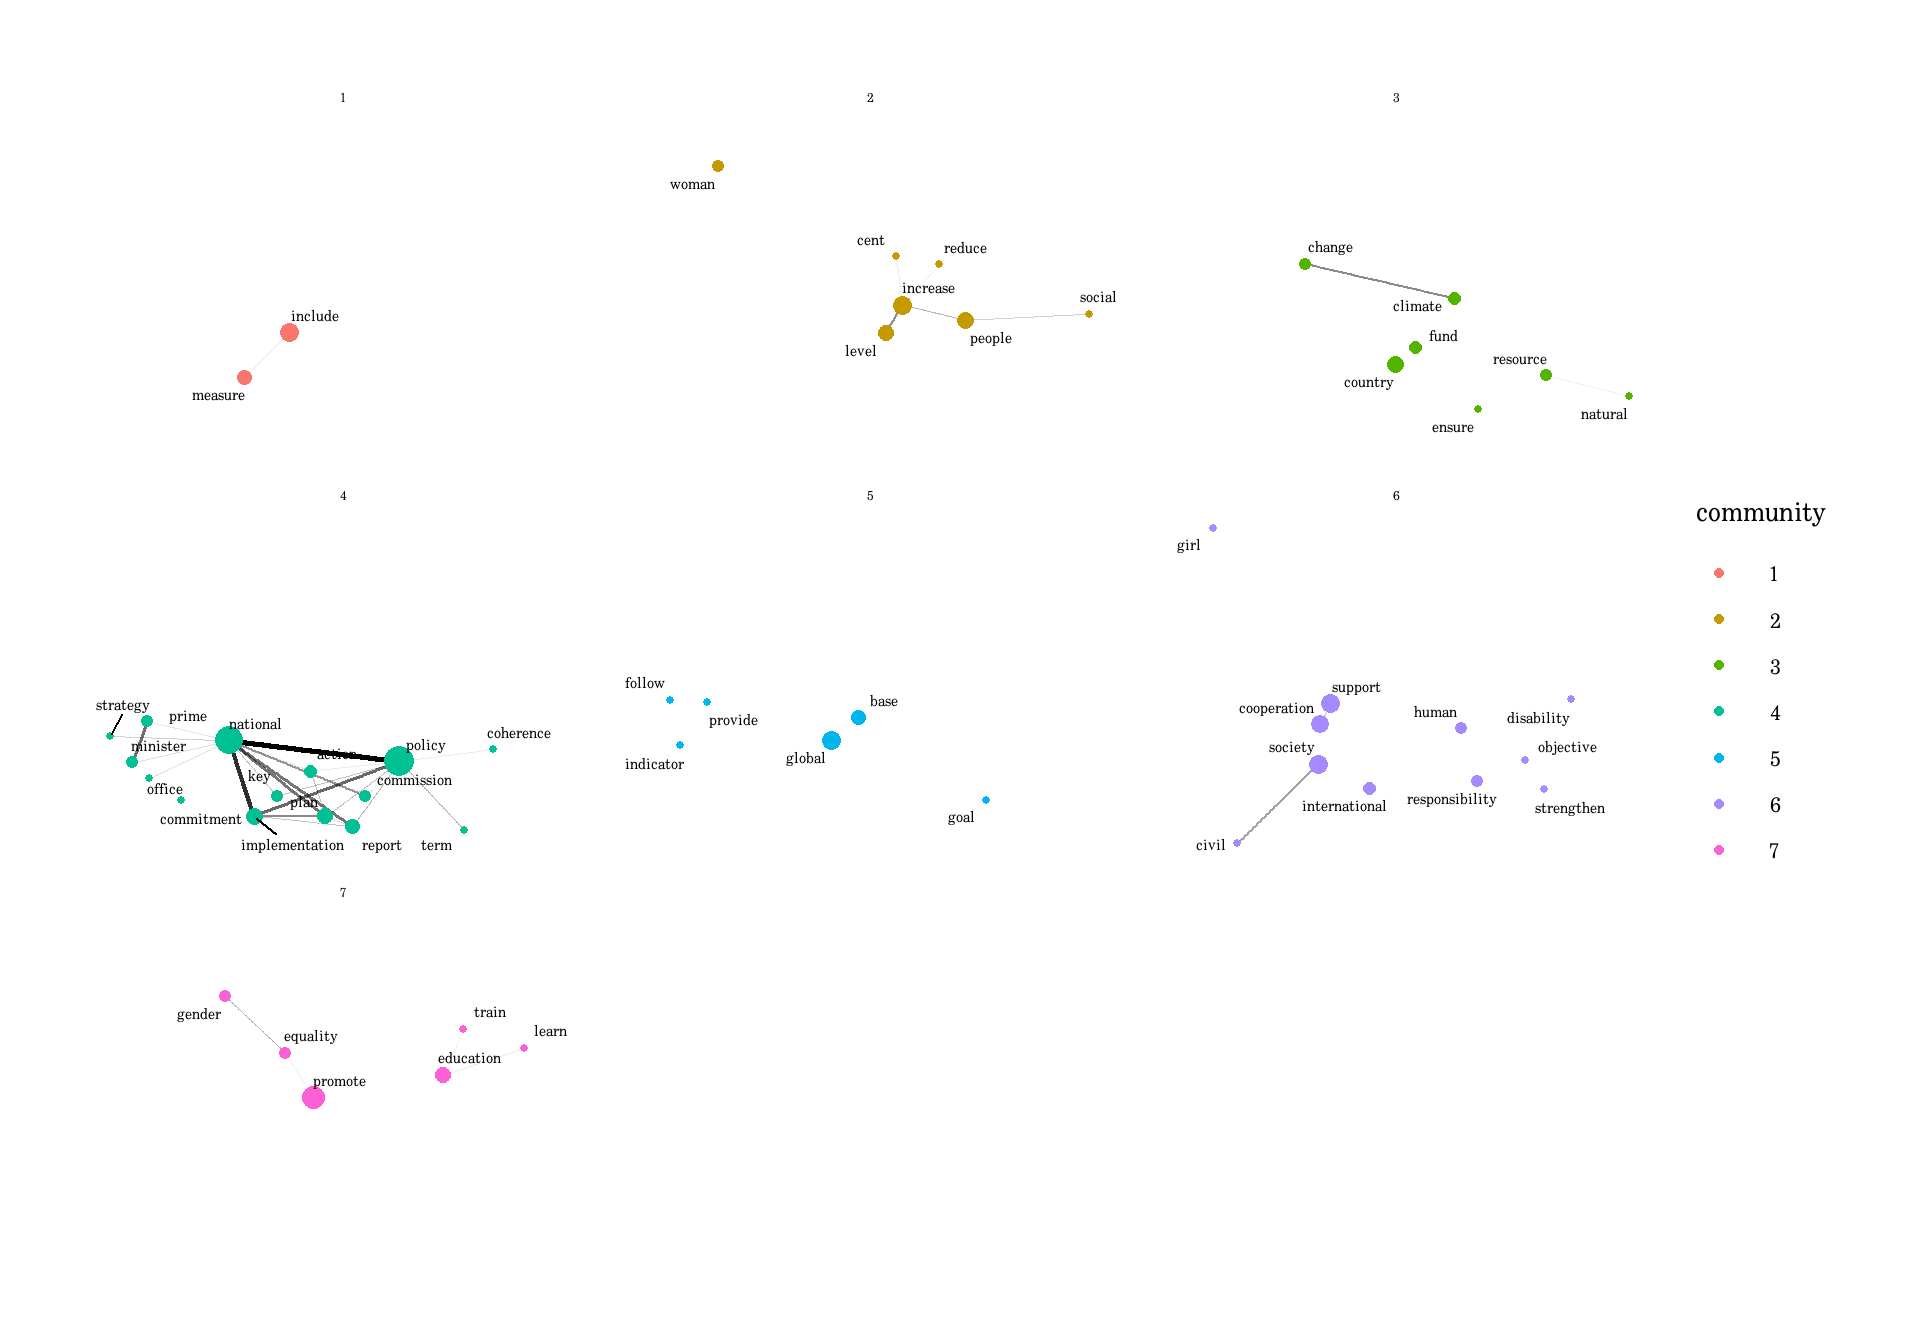 1
2
3
woman
cent
reduce
increase
social
level
people
include
measure
change
climate
fund
country
resource
natural
ensure
4
5
6
community
1
2
3
4
5
6
7
strategy
prime
national
minister
action
policy
coherence
key
commission
office
plan
commitment
implementation
report
term
follow
provide
base
indicator
global
goal
girl
support
cooperation
human
disability
society
objective
international
responsibility
strengthen
civil
7
gender
equality
promote
train
learn
education